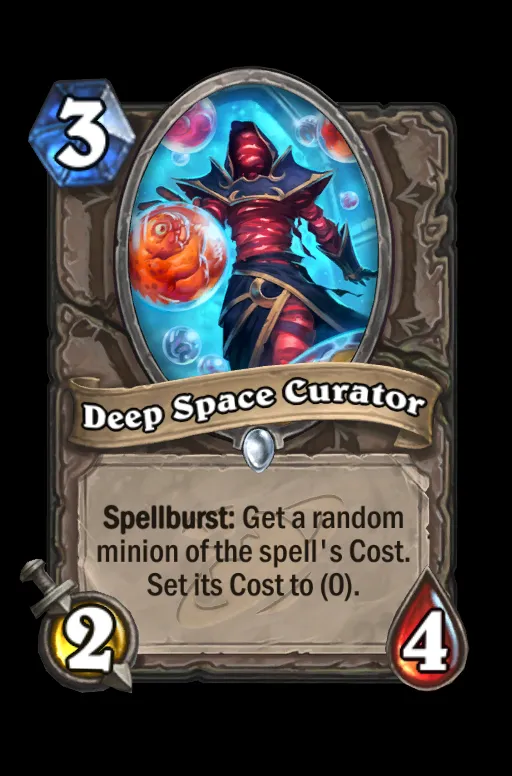 3
Deep Space Curator
Spellburst: Get a random
minion of the spell's Cost.
Set its Cost to (0).
2
4